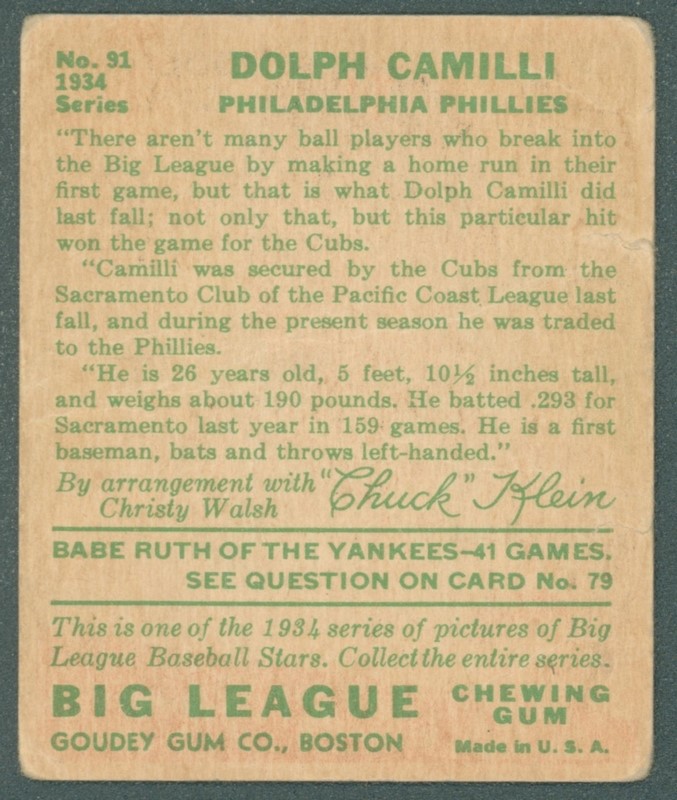 No. 91
1934
Series
DOLPH CAMILLI
PHILADELPHIA PHILLIES
"There aren't many ball players who break into
the Big League by making a home run in their
first game, but that is what Dolph Camilli did
last fall; not only that, but this particular hit
won the game for the Cubs.
"Camilli was secured by the Cubs from the
Sacramento Club of the Pacific Coast League last
fall, and during the present season he was traded
to the Phillies.
"He is 26 years old, 5 feet, 10½ inches tall,
and weighs about 190 pounds. He batted .293 for
Sacramento last year in 159 games. He is a first
baseman, bats and throws left-handed."
By arrangement with "Chuck" Klein
Christy Walsh
BABE RUTH OF THE YANKEES—41 GAMES.
SEE QUESTION ON CARD No. 79
This is one of the 1934 series of pictures of Big
League Baseball Stars. Collect the entire series.
BIG LEAGUE CHEWING GUM
GOUDEY GUM CO., BOSTON Made in U. S. A.